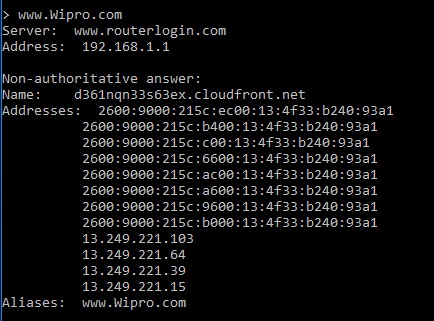 > www.Wipro.com
Server:  www.routerlogin.com
Address:  192.168.1.1

Non-authoritative answer:
Name:    d361nqn33s63ex.cloudfront.net
Addresses:  2600:9000:215c:ec00:13:4f33:b240:93a1
          2600:9000:215c:b400:13:4f33:b240:93a1
          2600:9000:215c:c00:13:4f33:b240:93a1
          2600:9000:215c:6600:13:4f33:b240:93a1
          2600:9000:215c:ac00:13:4f33:b240:93a1
          2600:9000:215c:a600:13:4f33:b240:93a1
          2600:9000:215c:9600:13:4f33:b240:93a1
          2600:9000:215c:b000:13:4f33:b240:93a1
          13.249.221.103
          13.249.221.64
          13.249.221.39
          13.249.221.15
Aliases:  www.Wipro.com